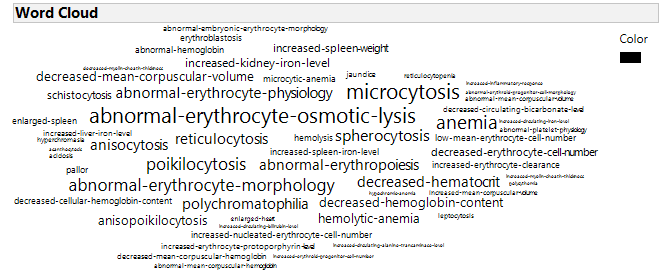 Word Cloud
Color
abnormal-embryonic-erythrocyte-morphology
erythroblastosis
abnormal-hemoglobin increased-spleen-weight
increased-kidney-iron-level
decreased-myelin-sheath-thickness
decreased-mean-corpuscular-volume microcytic-anemia jaundice reticulocytopenia
increased-inflammatory-response
schistocytosis abnormal-erythrocyte-physiology microcytosis abnormal-erythroid-progenitor-cell-morphology
abnormal-mean-corpuscular-volume
decreased-circulating-bicarbonate-level
enlarged-spleen abnormal-erythrocyte-osmotic-lysis anemia increased-circulating-iron-level
abnormal-platelet-physiology
increased-liver-iron-level
hyperchromasia anisocytosis reticulocytosis hemolysis spherocytosis low-mean-erythrocyte-cell-number
acanthocytosis
acidosis increased-spleen-iron-level decreased-erythrocyte-cell-number
pallor poikilocytosis abnormal-erythropoiesis increased-erythrocyte-clearance
increased-myelin-sheath-thickness
abnormal-erythrocyte-morphology decreased-hematocrit polycythemia
hypochromic-anemia increased-mean-corpuscular-volume
decreased-cellular-hemoglobin-content polychromatophilia decreased-hemoglobin-content
anisopoikilocytosis enlarged-heart hemolytic-anemia leptocytosis
increased-circulating-bilirubin-level
increased-nucleated-erythrocyte-cell-number
increased-erythrocyte-protoporphyrin-level increased-circulating-alanine-transaminase-level
decreased-mean-corpuscular-hemoglobin increased-erythroid-progenitor-cell-number
abnormal-mean-corpuscular-hemoglobin